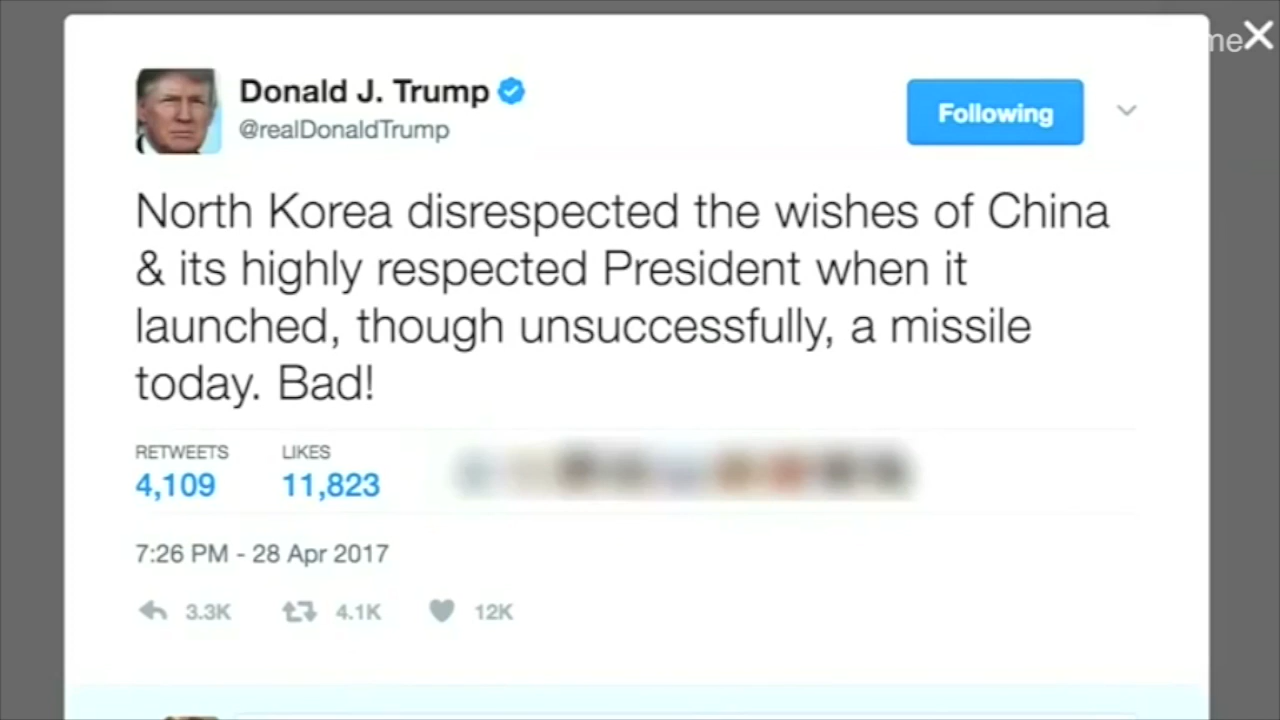 Donald J. Trump
@realDonaldTrump
Following
North Korea disrespected the wishes of China
& its highly respected President when it
launched, though unsuccessfully, a missile
today. Bad!
RETWEETS LIKES
4,109 11,823
7:26 PM - 28 Apr 2017
3.3K 4.1K 12K